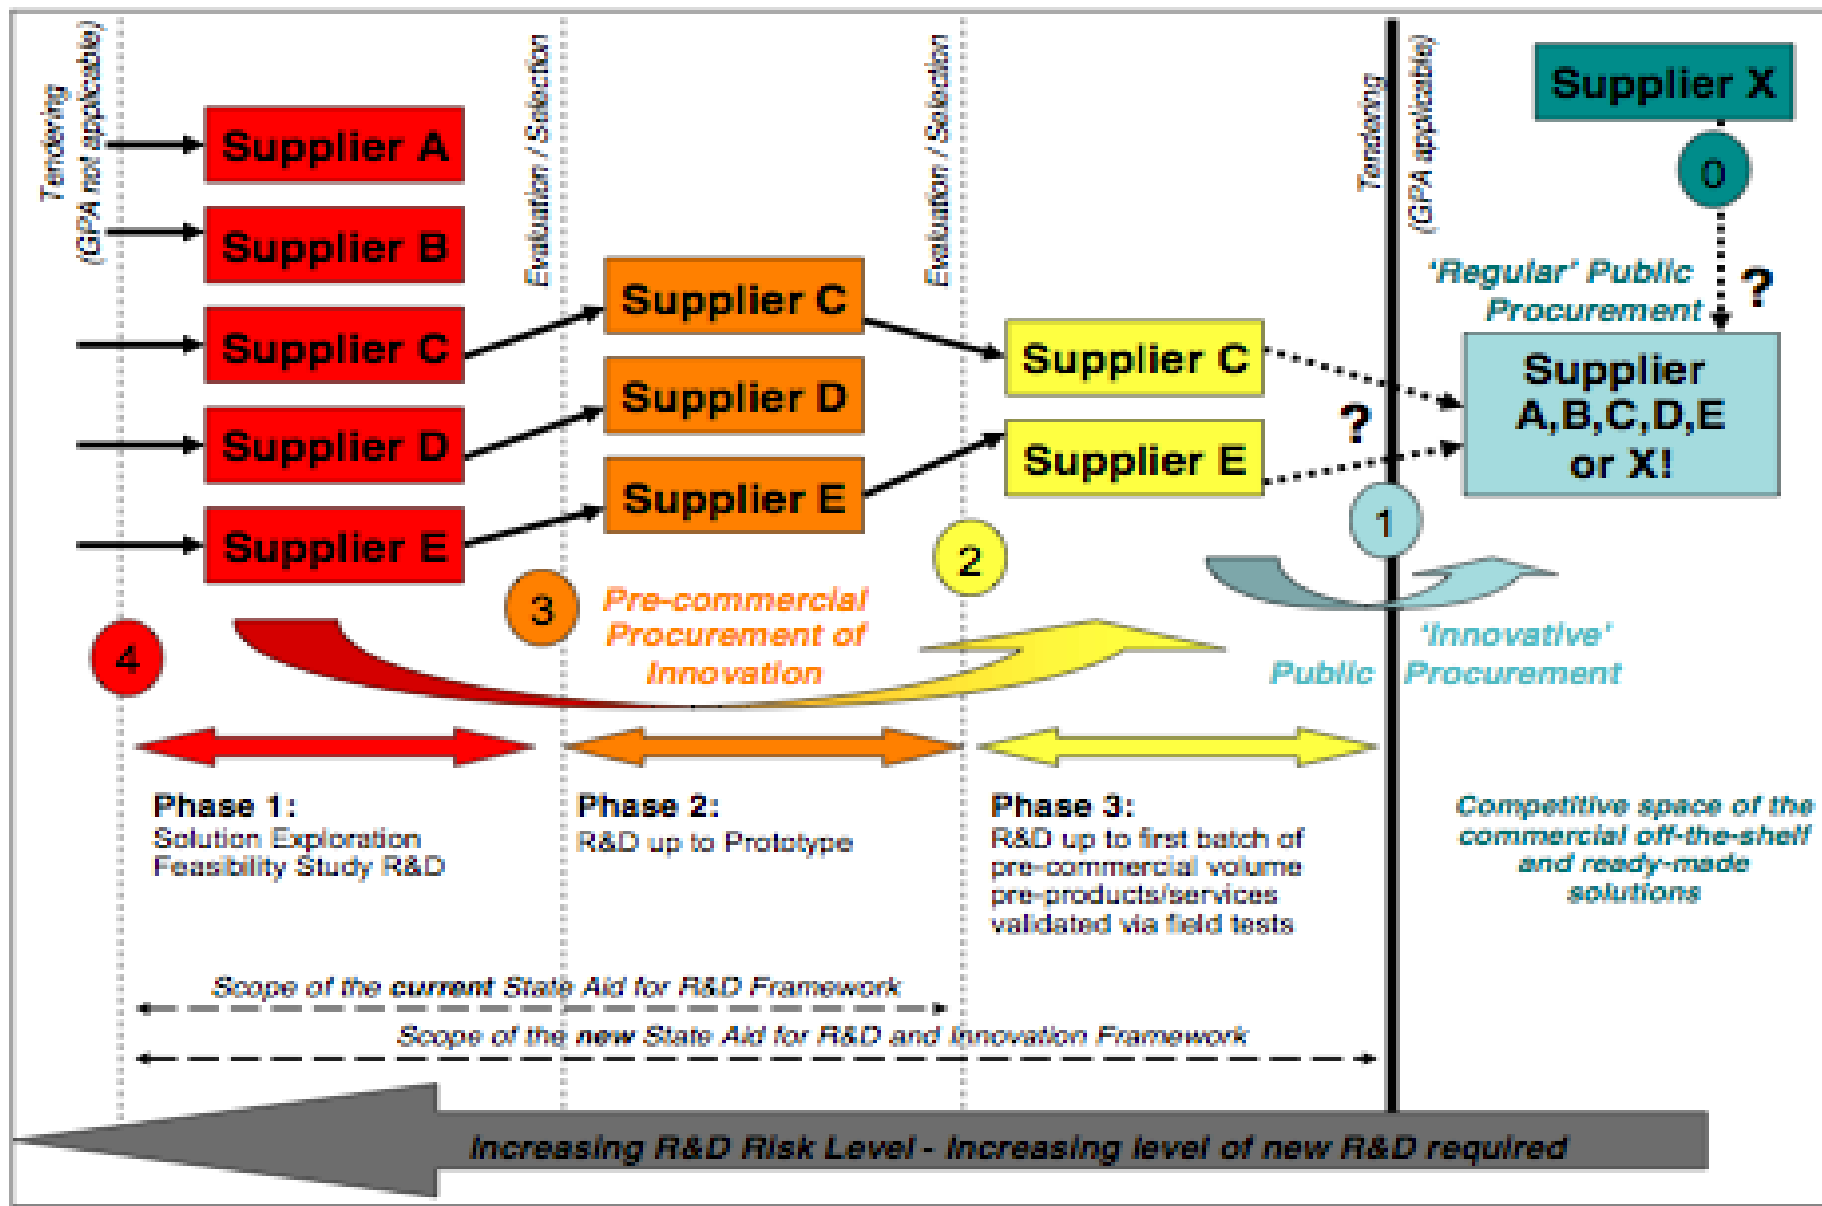 Tendering
(GPA not applicable)
Supplier A
Supplier B
Supplier C
Supplier D
Supplier E
4
Evaluation / Selection
Supplier C
Supplier D
Supplier E
3
Pre-commercial
Procurement of
Innovation
Evaluation / Selection
Supplier C
Supplier E
2
?
Tendering
(GPA applicable)
1
Supplier X
0
'Regular' Public
Procurement
?
Supplier
A,B,C,D,E
or X!
'Innovative'
Public Procurement
Phase 1:
Solution Exploration
Feasibility Study R&D
Phase 2:
R&D up to Prototype
Phase 3:
R&D up to first batch of
pre-commercial volume
pre-products/services
validated via field tests
Competitive space of the
commercial off-the-shelf
and ready-made
solutions
Scope of the current State Aid for R&D Framework
Scope of the new State Aid for R&D and Innovation Framework
Increasing R&D Risk Level - Increasing level of new R&D required